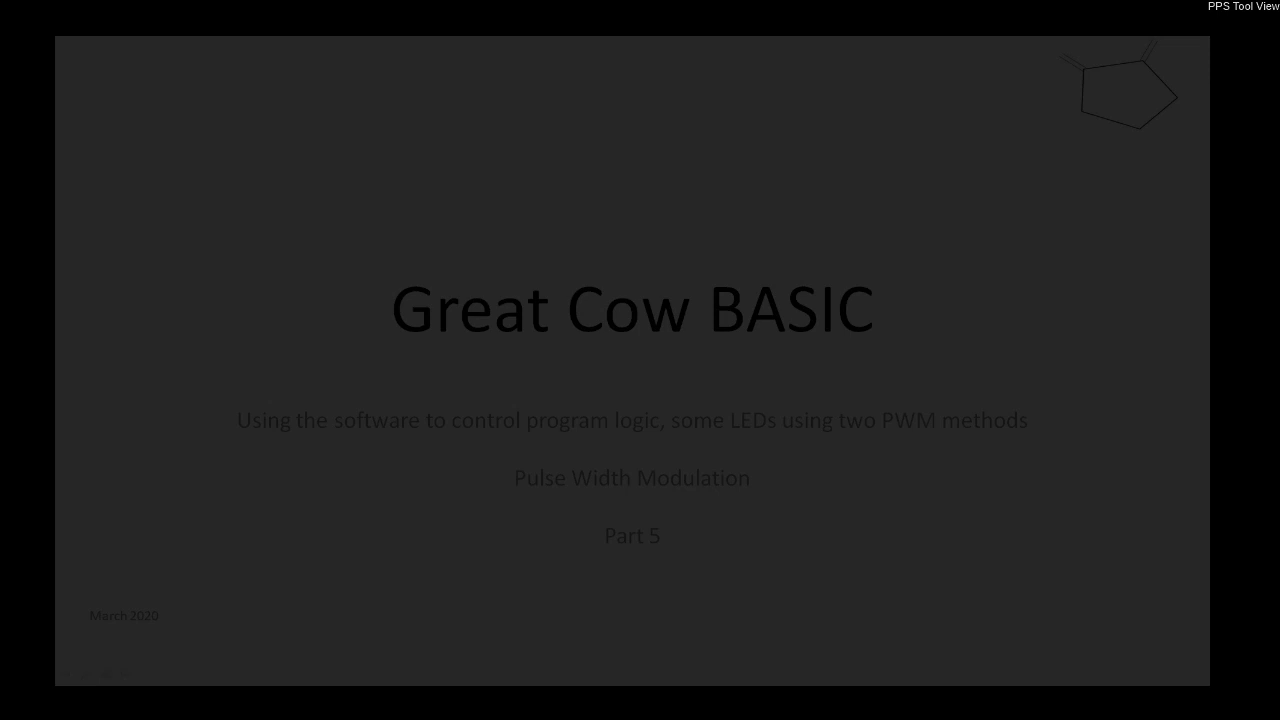 PPS Tool View
Great Cow BASIC
Using the software to control program logic, some LEDs using two PWM methods
Pulse Width Modulation
Part 5
March 2020